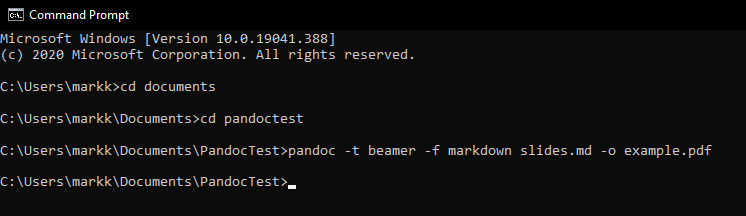 Command Prompt
Microsoft Windows [Version 10.0.19041.388]
(c) 2020 Microsoft Corporation. All rights reserved.
C:\Users\markk>cd documents
C:\Users\markk\Documents>cd pandoctest
C:\Users\markk\Documents\PandocTest>pandoc -t beamer -f markdown slides.md -o example.pdf
C:\Users\markk\Documents\PandocTest>